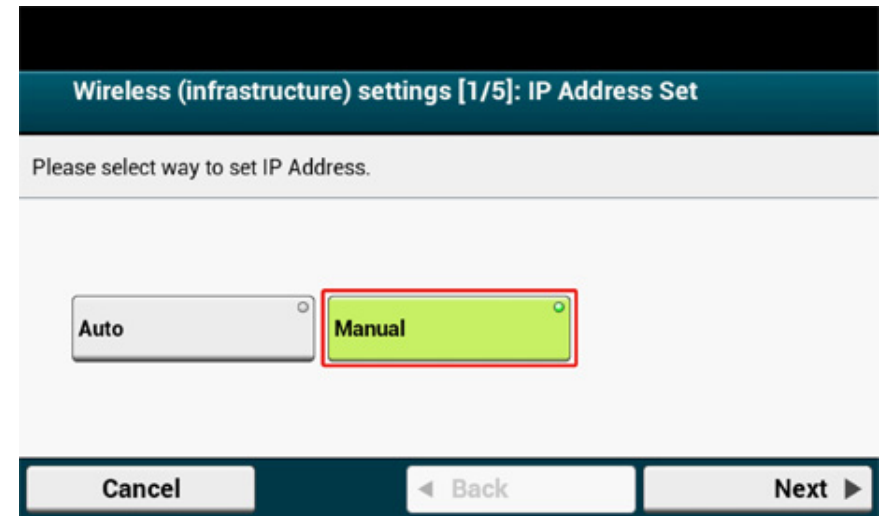 Wireless (infrastructure) settings [1/5]: IP Address Set
Please select way to set IP Address.
Auto
Manual
Cancel
Back
Next